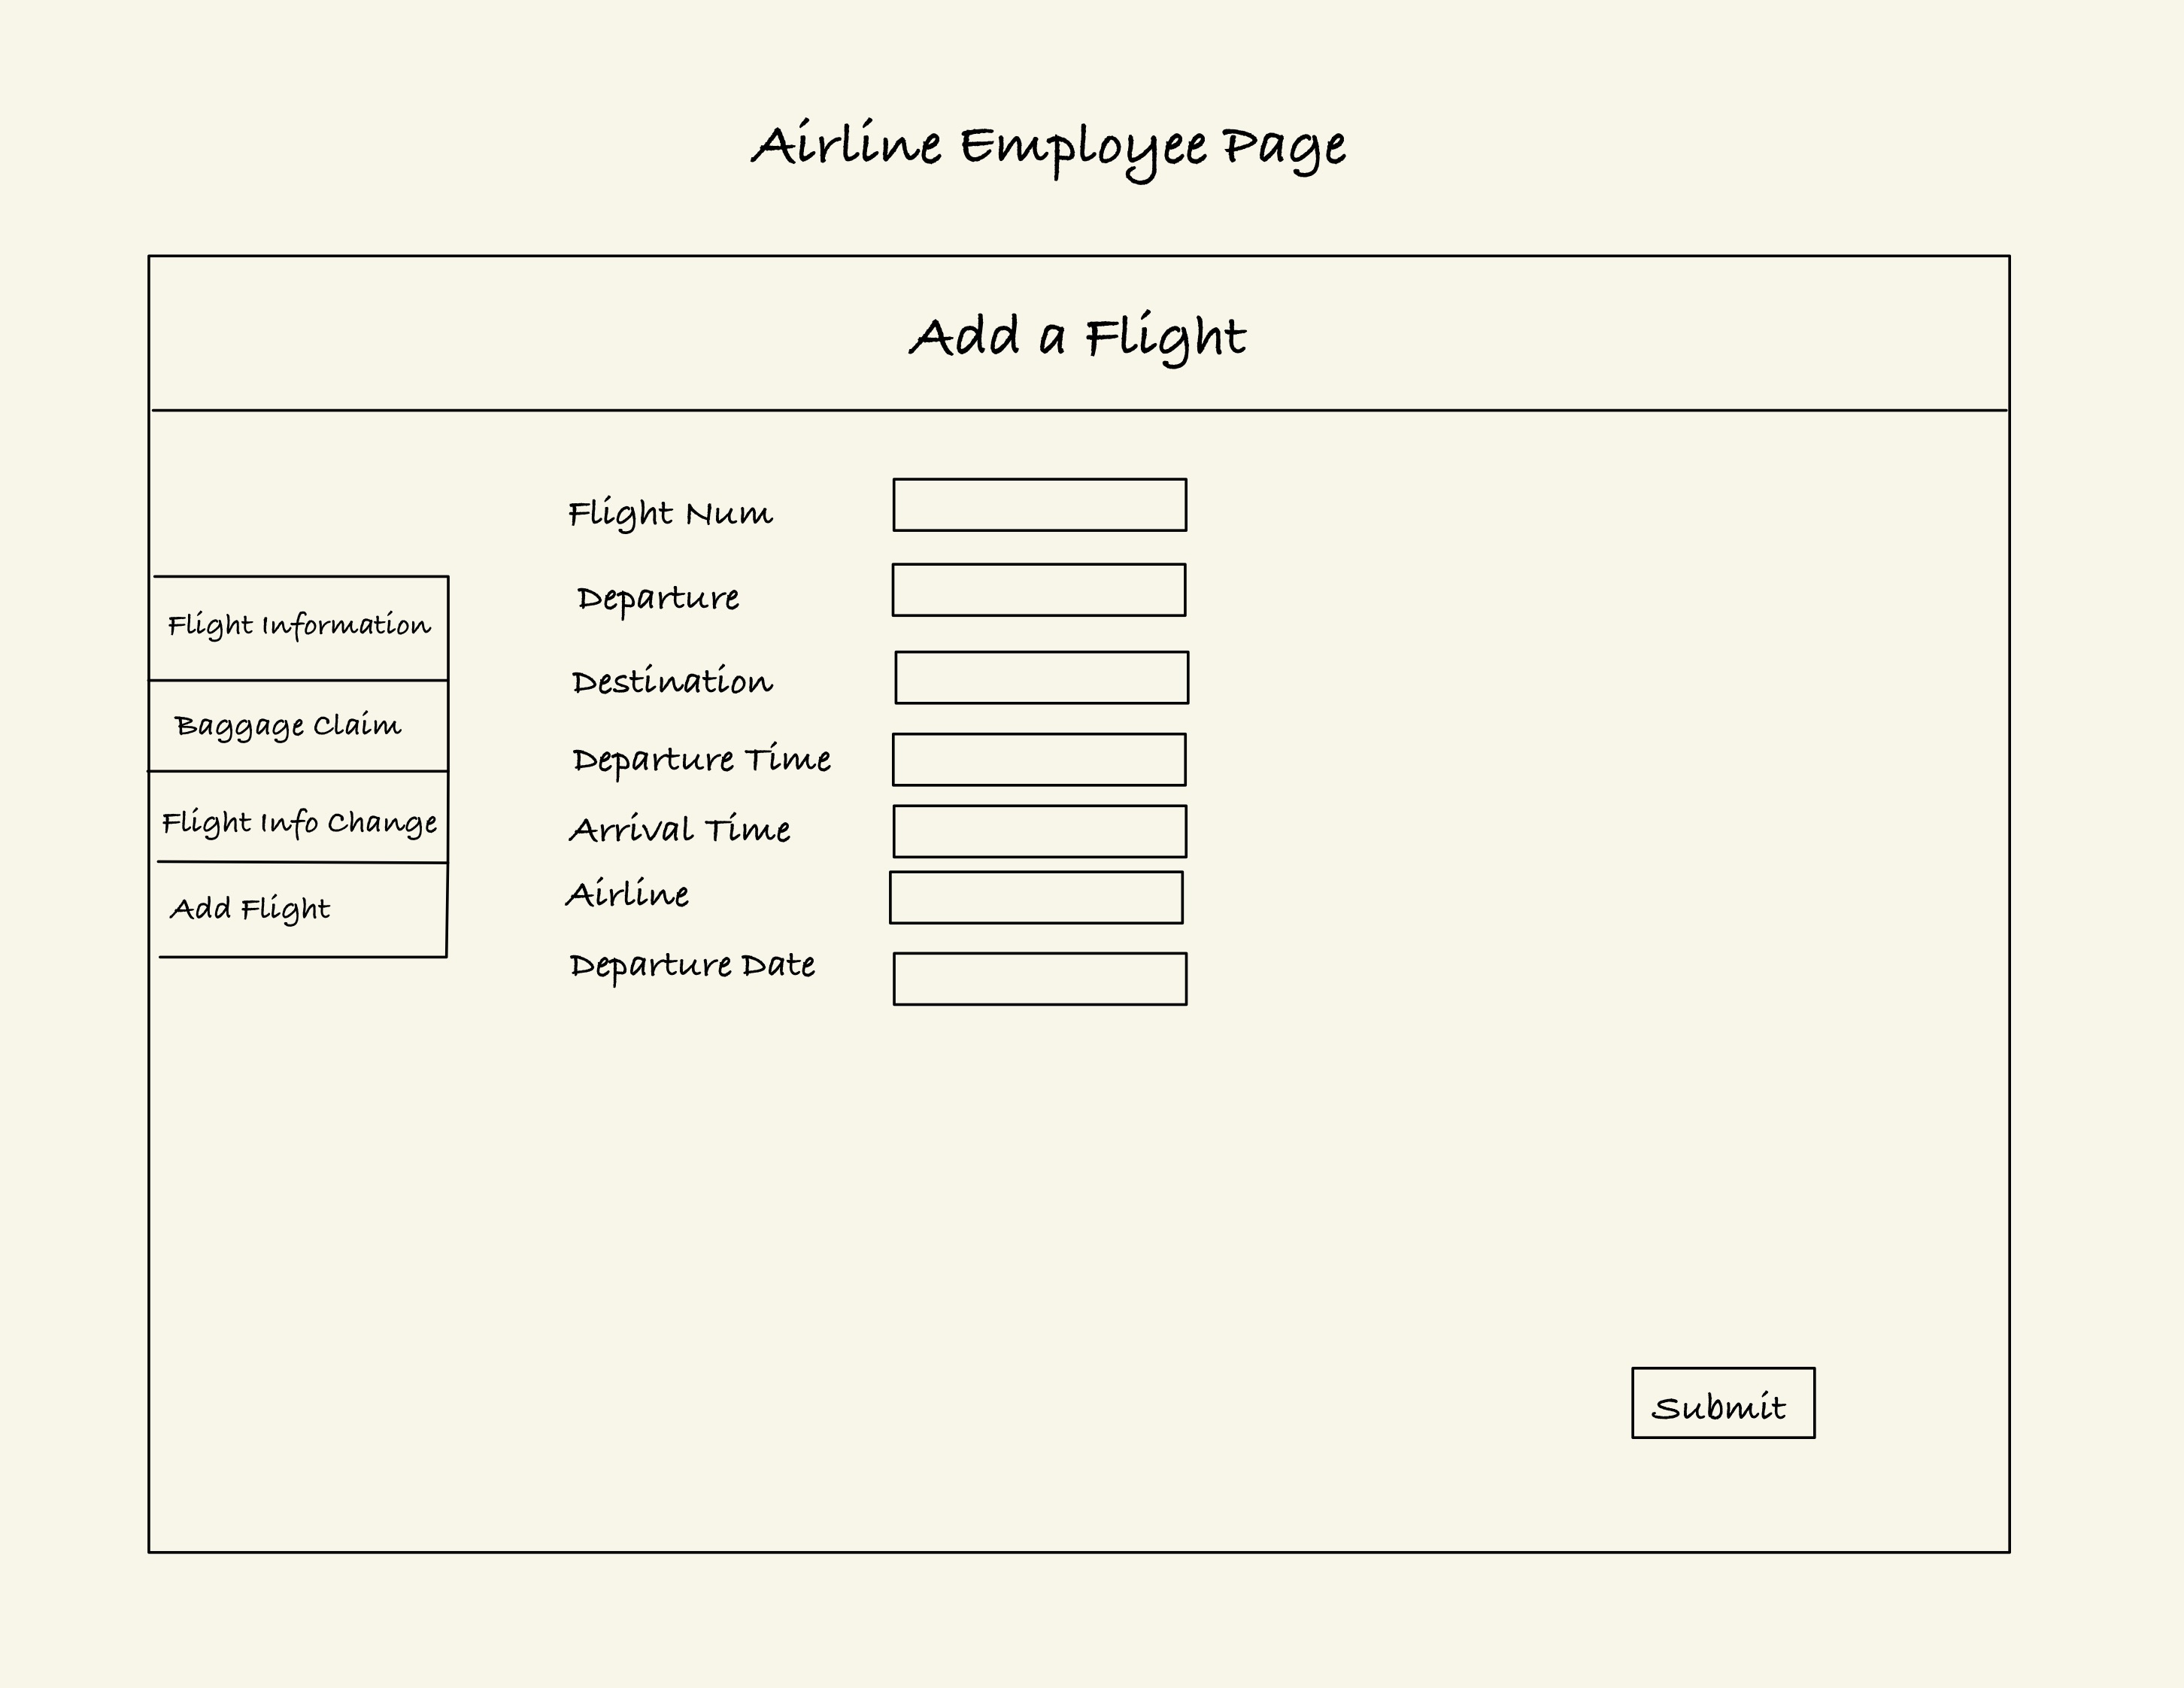 Airline Employee Page
Add a Flight
Flight Information
Baggage Claim
Flight Info Change
Add Flight
Flight Num
Departure
Destination
Departure Time
Arrival Time
Airline
Departure Date
Submit